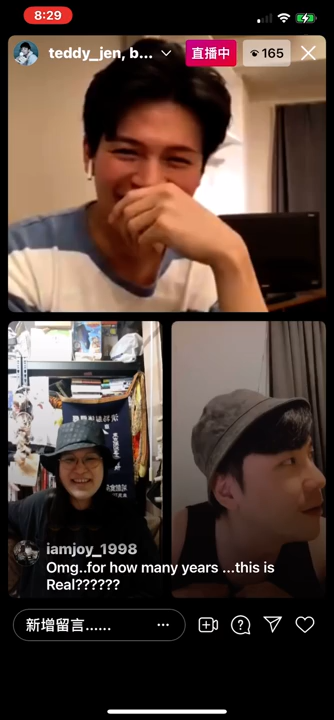 8:29
teddy_jen, b...
直播中
165
iamjoy_1998
Omg..for how many years ...this is
Real??????
新增留言......